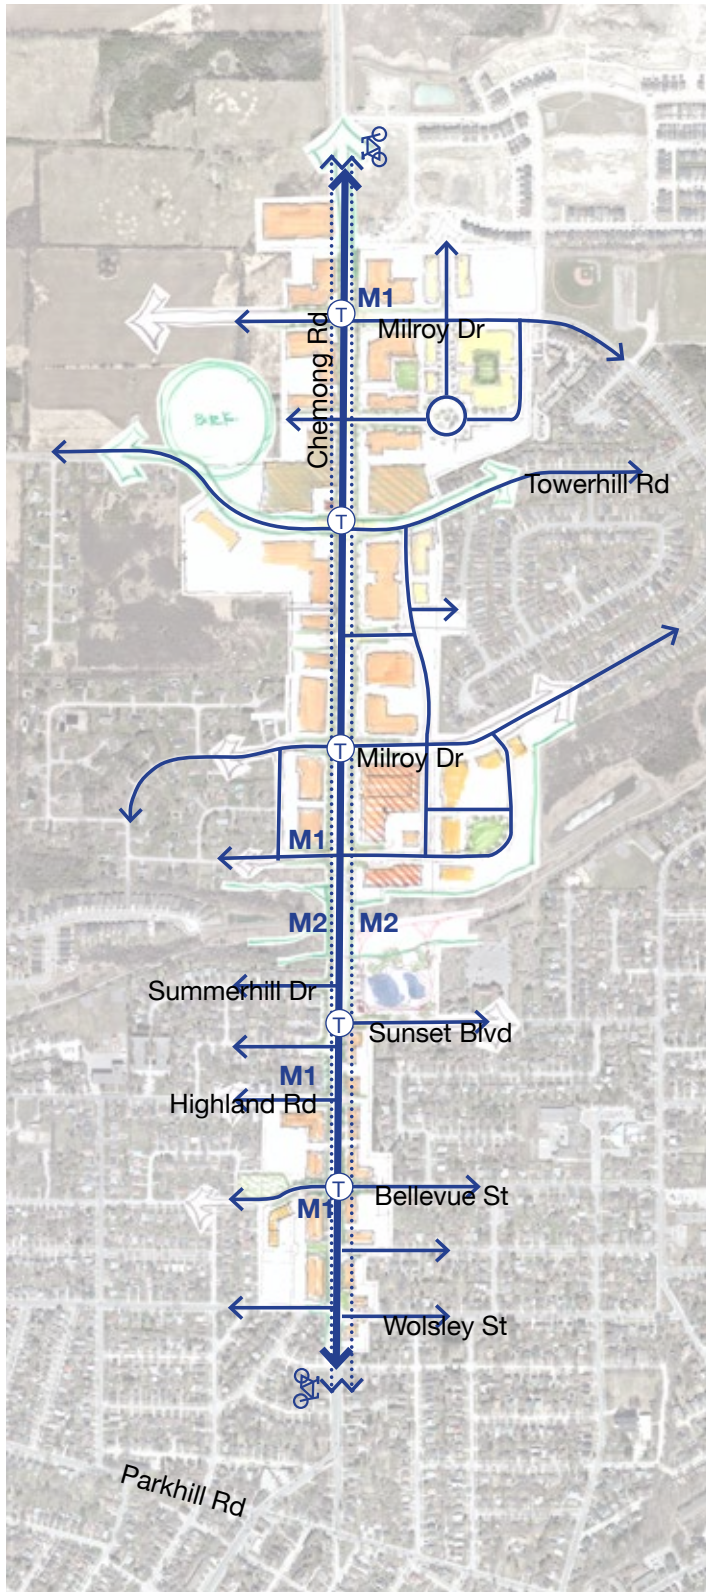 M1
T
Milroy Dr
Chemong Rd
Towerhill Rd
T
T
Milroy Dr
M1
M2
M2
Summerhill Dr
T
Sunset Blvd
M1
Highland Rd
T
Bellevue St
M1
Wolsley St
Parkhill Rd